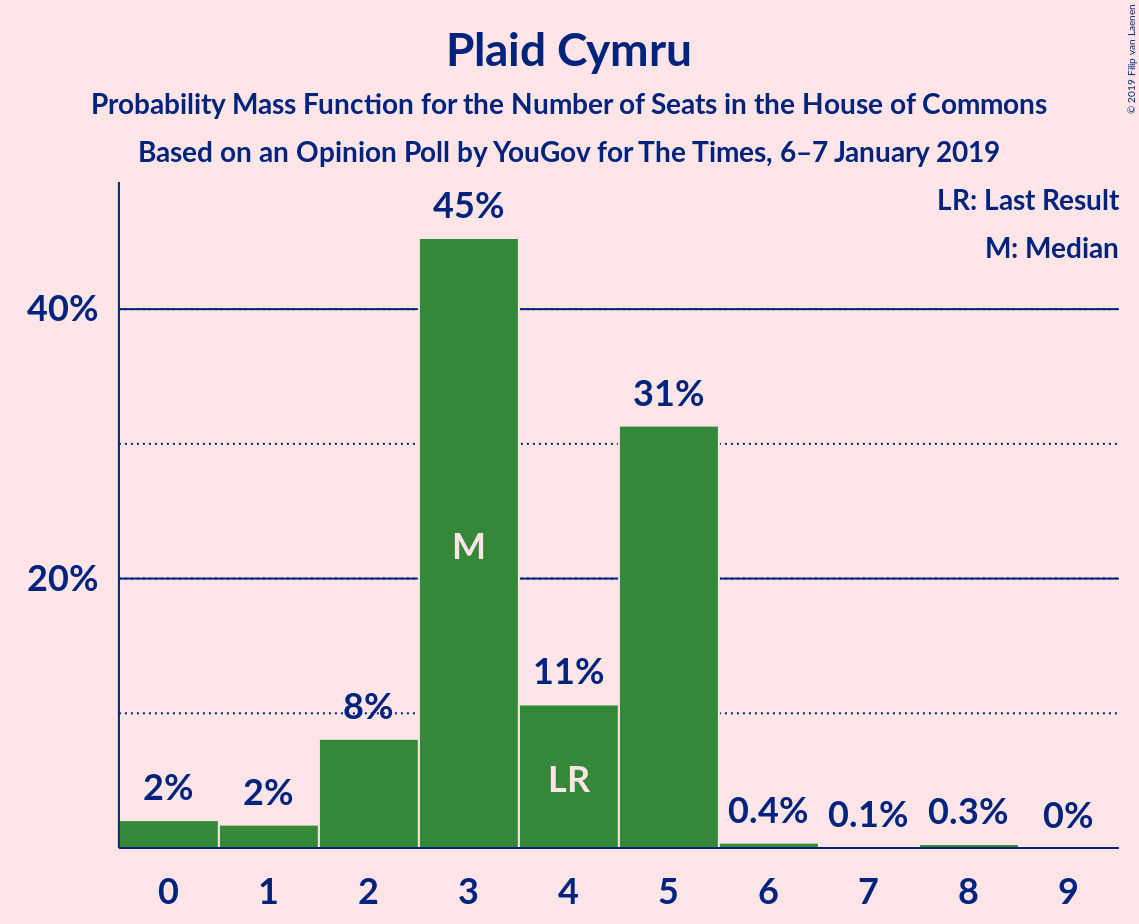 Plaid Cymru
Probability Mass Function for the Number of Seats in the House of Commons
Based on an Opinion Poll by YouGov for The Times, 6–7 January 2019
© 2019 Filip van Laenen
LR: Last Result
M: Median
45%
40%
31%
M
20%
11%
8%
LR
2%
2%
0.4%
0.1%
0.3%
0%
0 1 2 3 4 5 6 7 8 9